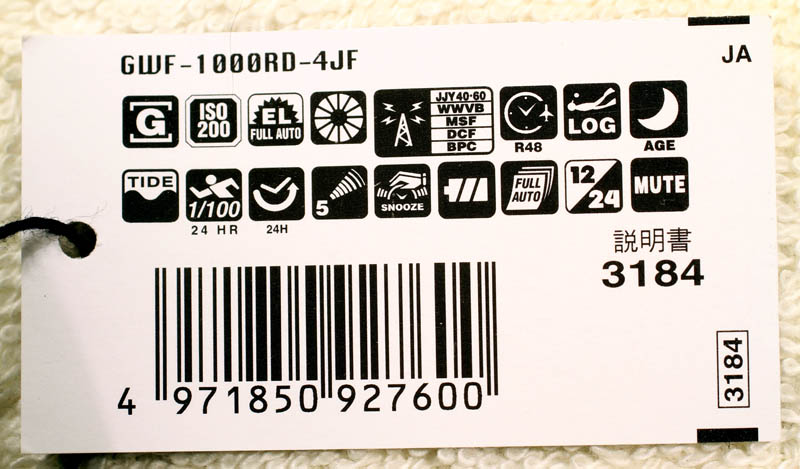 GWF-1000RD-4JF
JA
G
ISO
200
EL
FULL AUTO
JJY40·60
WWVB
MSF
DCF
BPC
R48
LOG
AGE
TIDE
1/100
24 HR
24H
5
SNOOZE
FULL
AUTO
12/24
MUTE
説明書
3184
4 971850 927600
3184